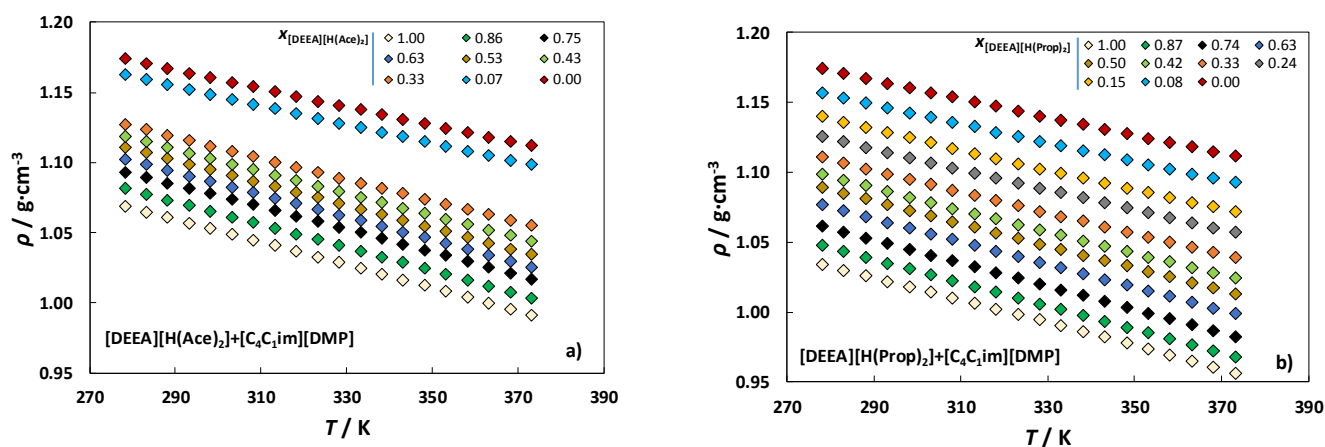 1.20
1.15
1.10
1.05
1.00
0.95
ρ / g·cm⁻³
x[DEEA][H(Ace)₂]
1.00 0.86 0.75
0.63 0.53 0.43
0.33 0.07 0.00
[DEEA][H(Ace)₂]+[C₄C₁im][DMP]
a)
270 290 310 330 350 370 390
T / K
1.20
1.15
1.10
1.05
1.00
0.95
ρ / g·cm⁻³
x[DEEA][H(Prop)₂]
1.00 0.87 0.74 0.63
0.50 0.42 0.33 0.24
0.15 0.08 0.00
[DEEA][H(Prop)₂]+[C₄C₁im][DMP]
b)
270 290 310 330 350 370 390
T / K